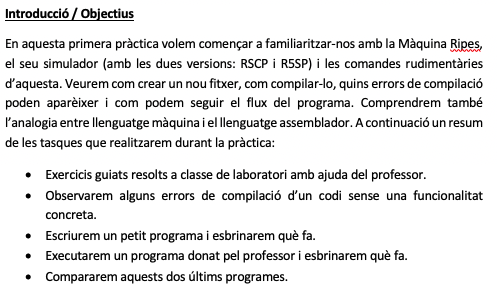 Introducció / Objectius
En aquesta primera pràctica volem començar a familiaritzar-nos amb la Màquina Ripes,
el seu simulador (amb les dues versions: RSCP i R5SP) i les comandes rudimentàries
d’aquesta. Veurem com crear un nou fitxer, com compilar-lo, quins errors de compilació
poden aparèixer i com podem seguir el flux del programa. Comprendrem també
l’analogia entre llenguatge màquina i el llenguatge assemblador. A continuació un resum
de les tasques que realitzarem durant la pràctica:
• Exercicis guiats resolts a classe de laboratori amb ajuda del professor.
• Observarem alguns errors de compilació d’un codi sense una funcionalitat
concreta.
• Escriurem un petit programa i esbrinarem què fa.
• Executarem un programa donat pel professor i esbrinarem què fa.
• Compararem aquests dos últims programes.